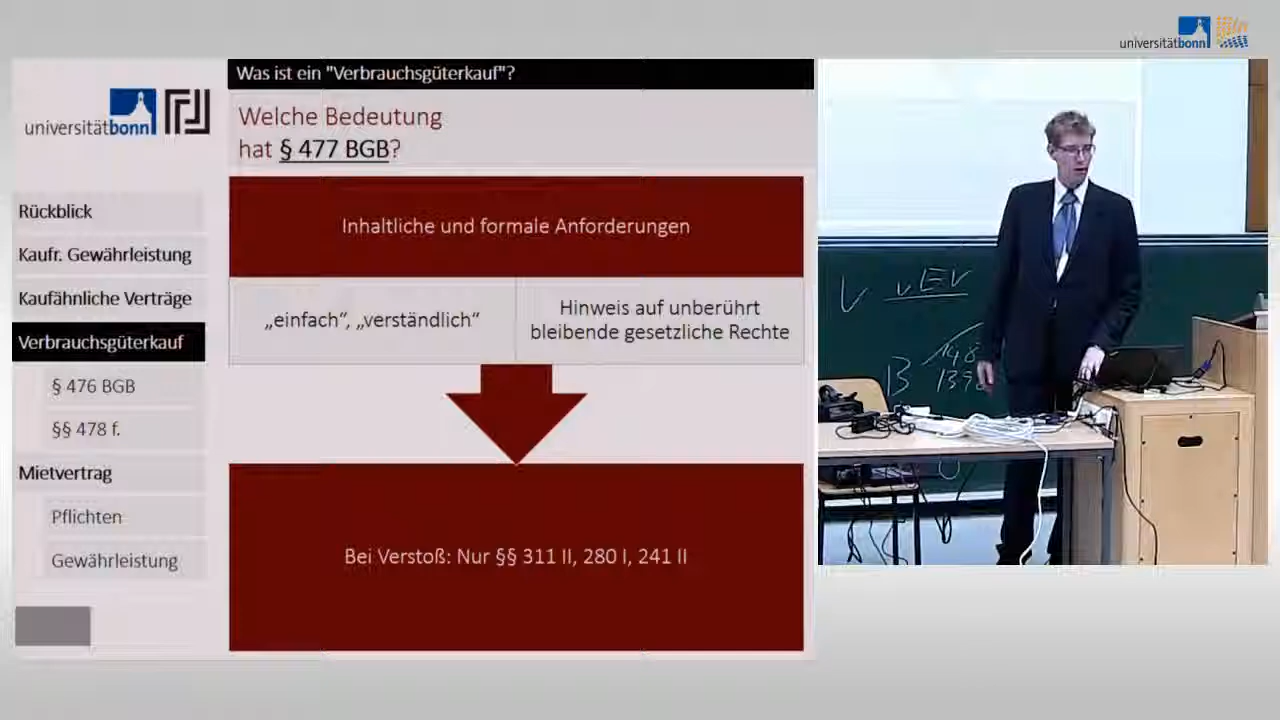 universitätbonn
Was ist ein "Verbrauchsgüterkauf"?
universitätbonn
Welche Bedeutung
hat § 477 BGB?
Rückblick
Kaufr. Gewährleistung
Kaufähnliche Verträge
Verbrauchsgüterkauf
§ 476 BGB
§§ 478 f.
Mietvertrag
Pflichten
Gewährleistung
Inhaltliche und formale Anforderungen
„einfach“, „verständlich“
Hinweis auf unberührt
bleibende gesetzliche Rechte
Bei Verstoß: Nur §§ 311 II, 280 I, 241 II
V vEV
B